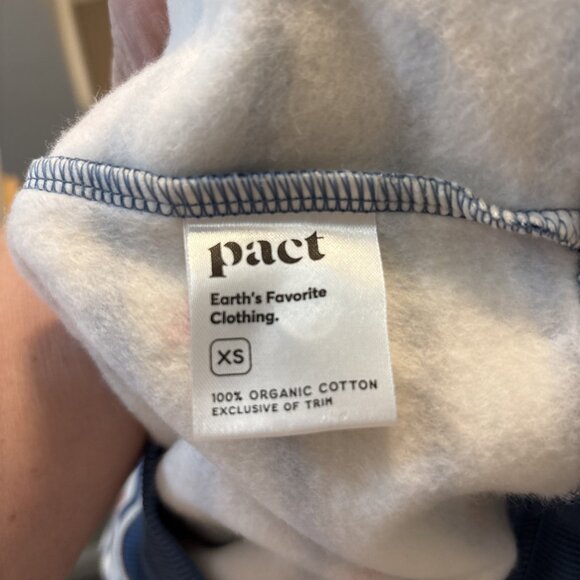 pact
Earth's Favorite
Clothing.
XS
100% ORGANIC COTTON
EXCLUSIVE OF TRIM